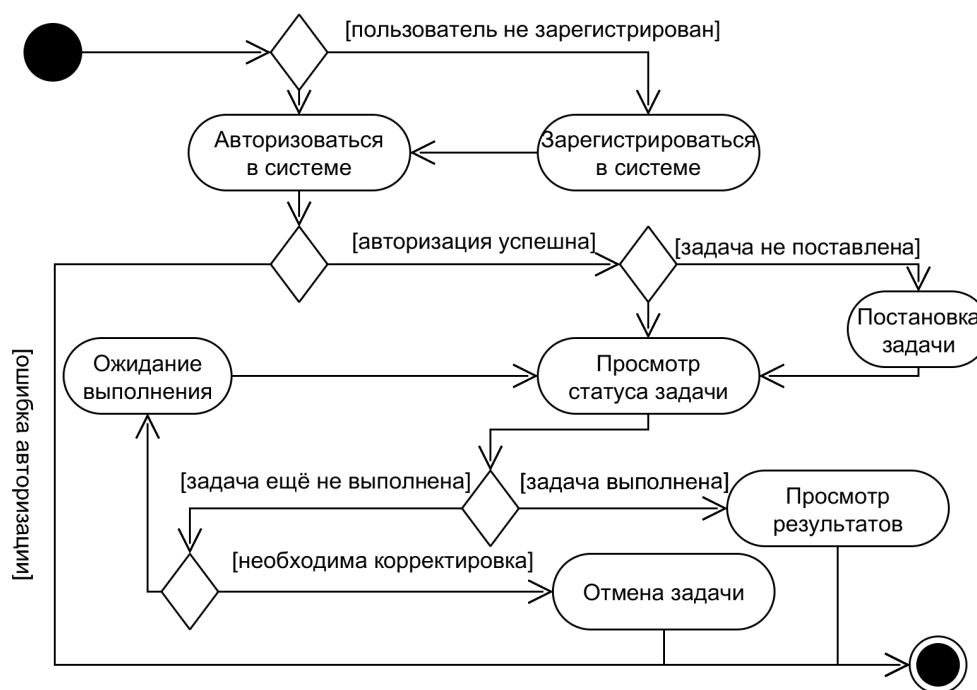 [пользователь не зарегистрирован]
Авторизоваться
в системе
Зарегистрироваться
в системе
[авторизация успешна]
[задача не поставлена]
Постановка
задачи
[ошибка авторизации]
Ожидание
выполнения
Просмотр
статуса задачи
[задача ещё не выполнена]
[задача выполнена]
Просмотр
результатов
[необходима корректировка]
Отмена задачи